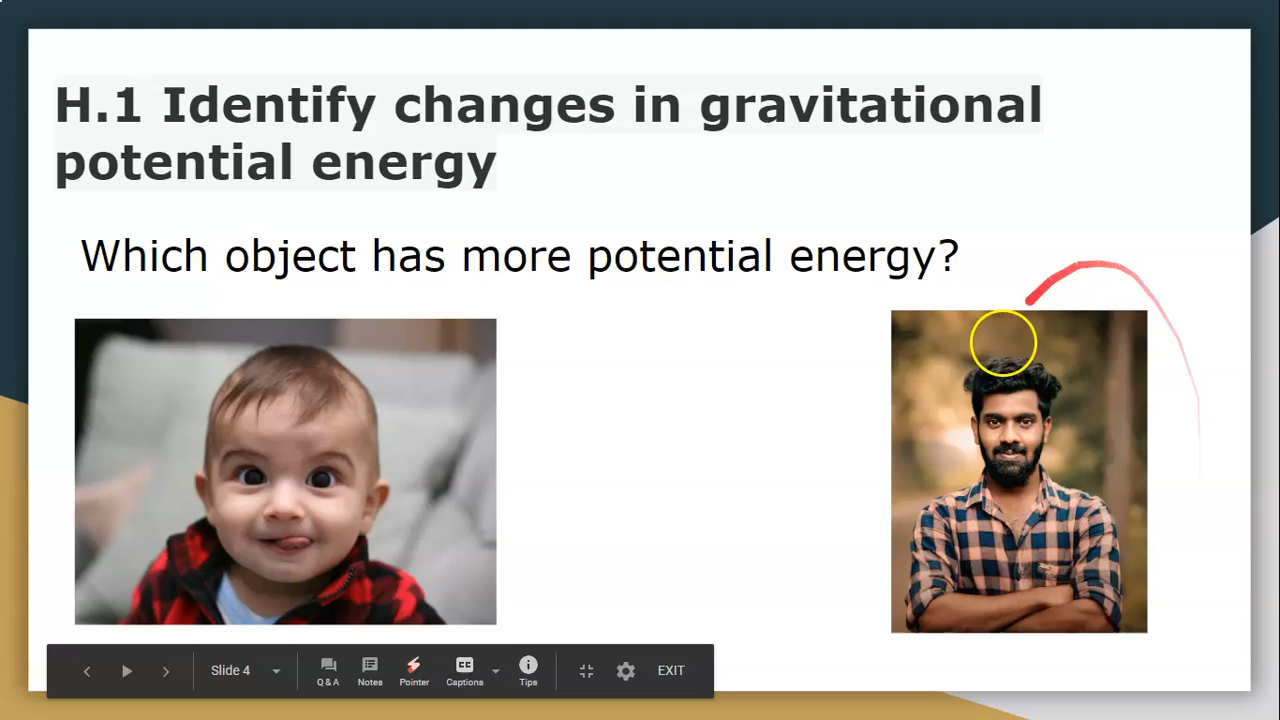 H.1 Identify changes in gravitational
potential energy
Which object has more potential energy?
Slide 4
Q & A
Notes
Pointer
CC
Captions
Tips
EXIT